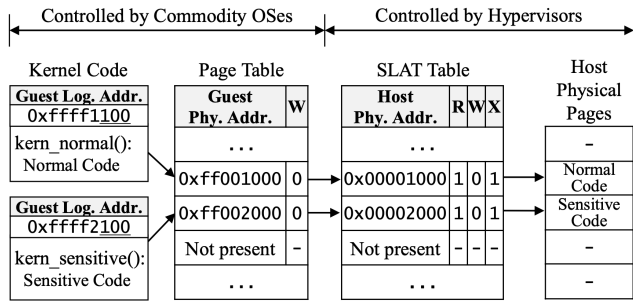 Controlled by Commodity OSes
Controlled by Hypervisors
Kernel Code
Guest Log. Addr.
0xffff1100
kern_normal():
Normal Code
Guest Log. Addr.
0xffff2100
kern_sensitive():
Sensitive Code
Page Table
Guest
Phy. Addr.
W
...
0xff001000 0
0xff002000 0
Not present -
...
SLAT Table
Host
Phy. Addr.
R W X
...
0x00001000 1 0 1
0x00002000 1 0 1
Not present - - -
...
Host
Physical
Pages
-
Normal
Code
Sensitive
Code
-
-